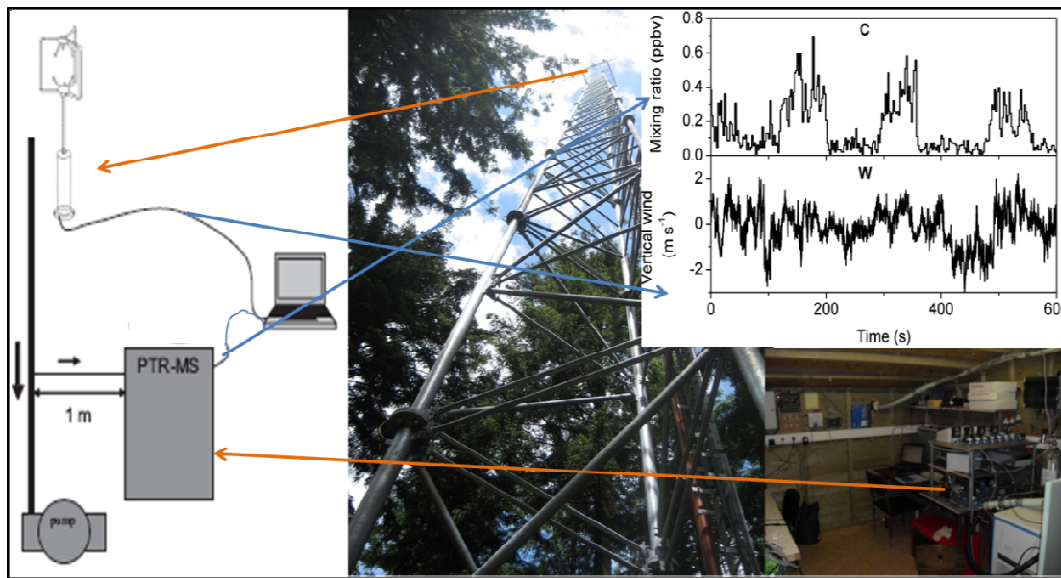 PTR-MS
1 m
pump
C
Mixing ratio (ppbv)
0.8
0.6
0.4
0.2
0.0
W
Vertical wind
(m s⁻¹)
2
0
-2
0
200
400
60
Time (s)